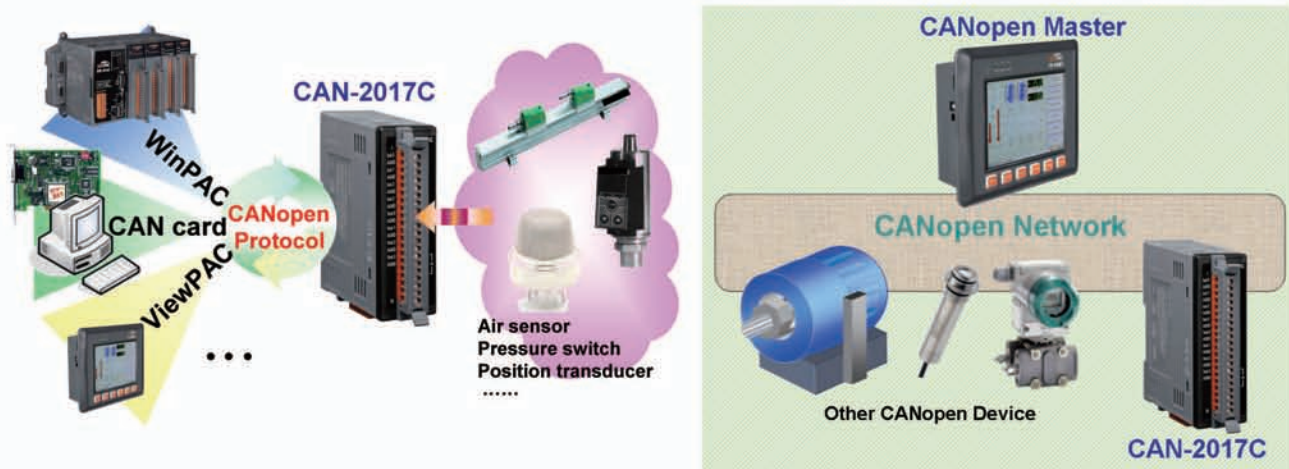 CAN-2017C
WinPAC
CAN card
ViewPAC
CANopen
Protocol
• • •
Air sensor
Pressure switch
Position transducer
......
CANopen Master
CANopen Network
Other CANopen Device
CAN-2017C